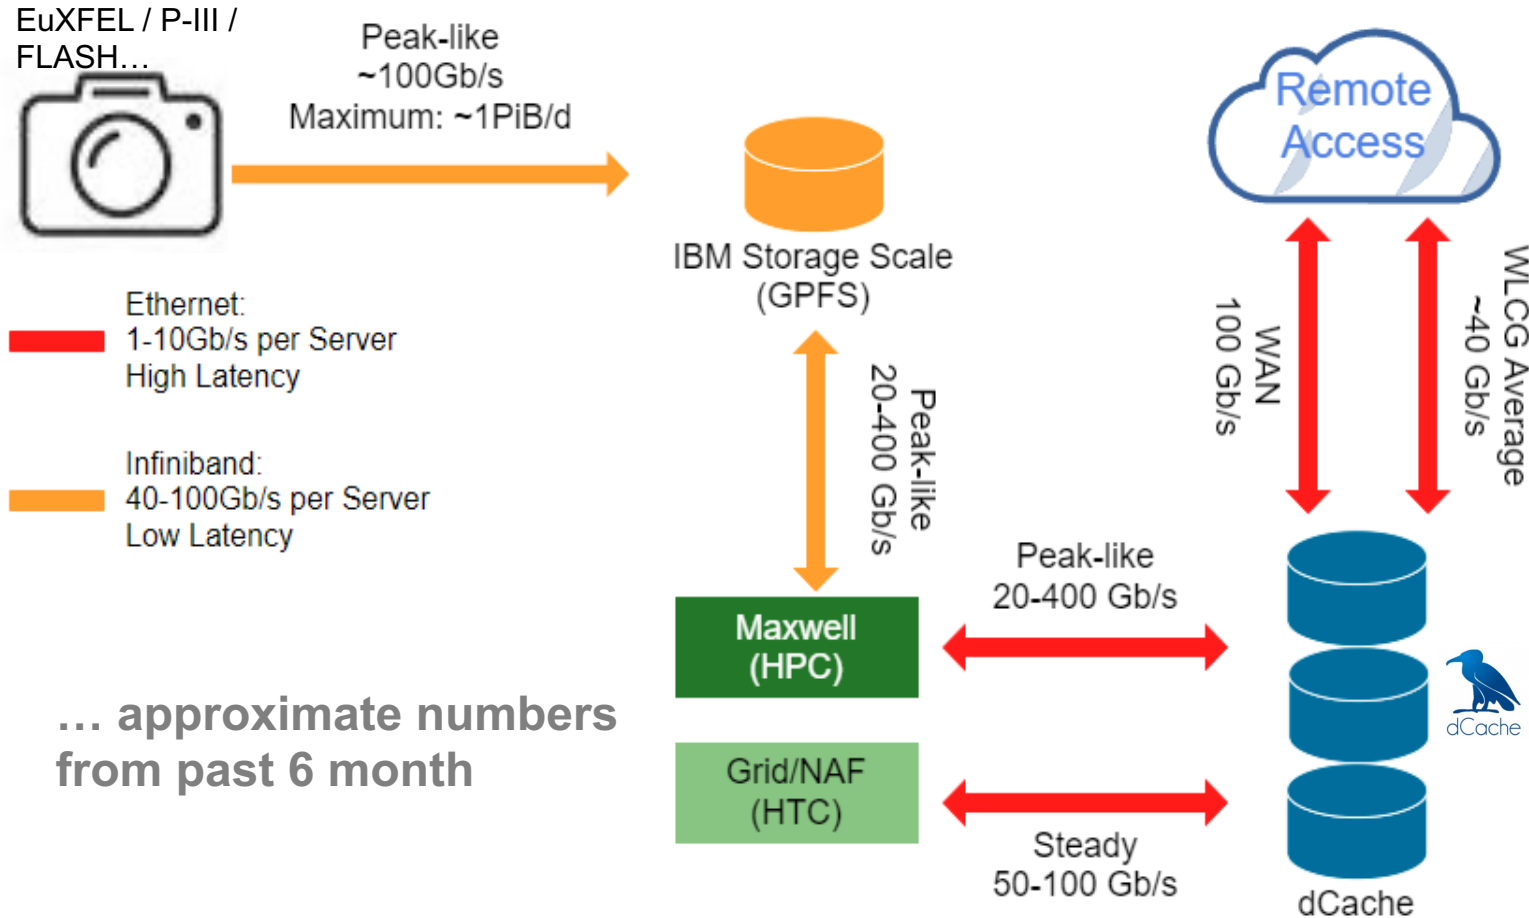 EuXFEL / P-III /
FLASH...
Peak-like
~100Gb/s
Maximum: ~1PiB/d
IBM Storage Scale
(GPFS)
Remote
Access
Ethernet:
1-10Gb/s per Server
High Latency
Infiniband:
40-100Gb/s per Server
Low Latency
Peak-like
20-400 Gb/s
WAN
100 Gb/s
WLCG Average
~40 Gb/s
Maxwell
(HPC)
Peak-like
20-400 Gb/s
... approximate numbers
from past 6 month
Grid/NAF
(HTC)
Steady
50-100 Gb/s
dCache
dCache